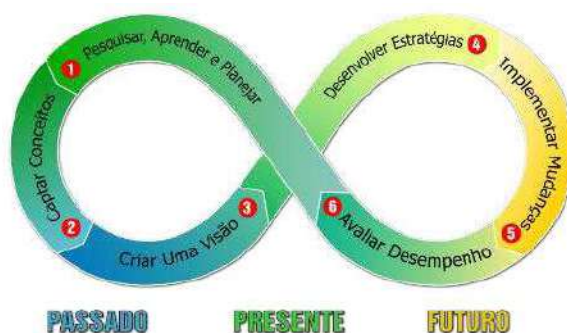 Pesquisar, Aprender e Planejar
1
Captar Conceitos
2
Criar Uma Visão
3
Desenvolver Estratégias
4
Implementar Mudanças
5
Avaliar Desempenho
6
PASSADO
PRESENTE
FUTURO